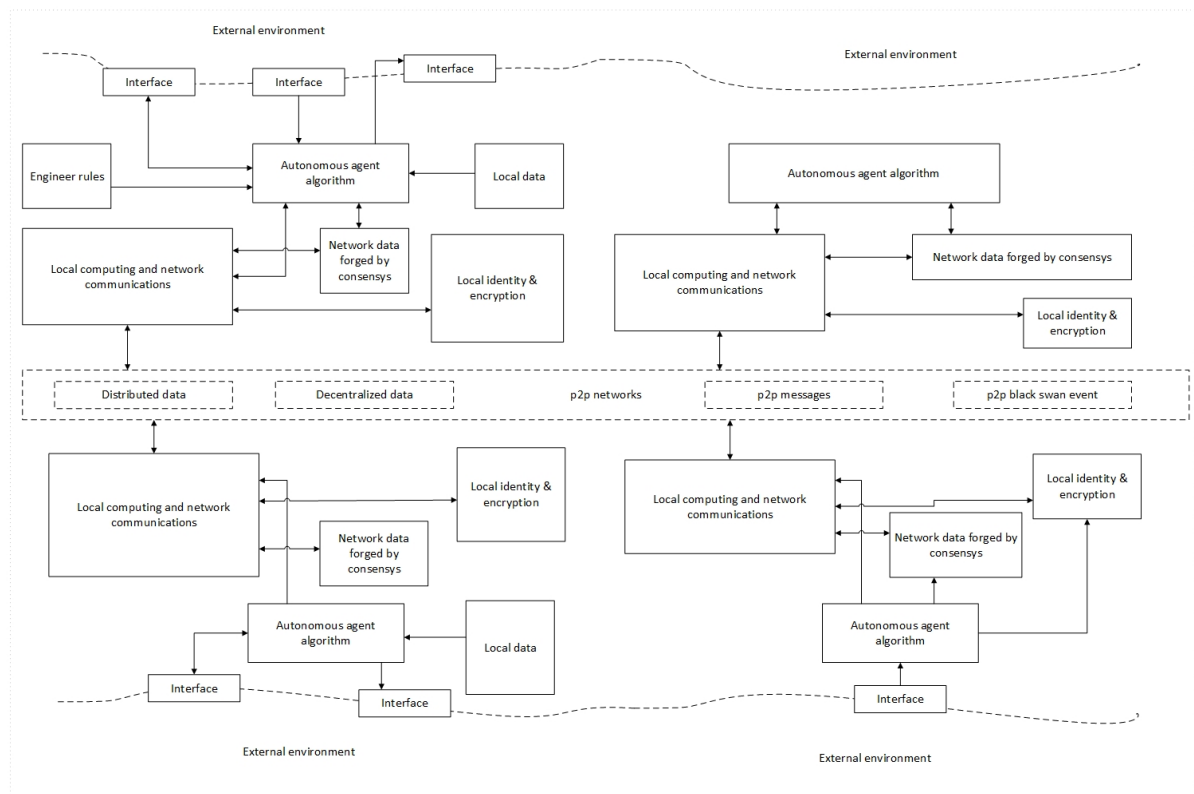 External environment
External environment
Interface
Interface
Interface
Engineer rules
Autonomous agent
algorithm
Local data
Autonomous agent algorithm
Local computing and network
communications
Network data
forged by
consensys
Local identity &
encryption
Local computing and network
communications
Network data forged by consensys
Local identity &
encryption
Distributed data
Decentralized data
p2p networks
p2p messages
p2p black swan event
Local computing and network
communications
Local identity &
encryption
Network data
forged by
consensys
Autonomous agent
algorithm
Local data
Interface
Interface
External environment
Local computing and network
communications
Local identity &
encryption
Network data forged by
consensys
Autonomous agent
algorithm
Interface
External environment